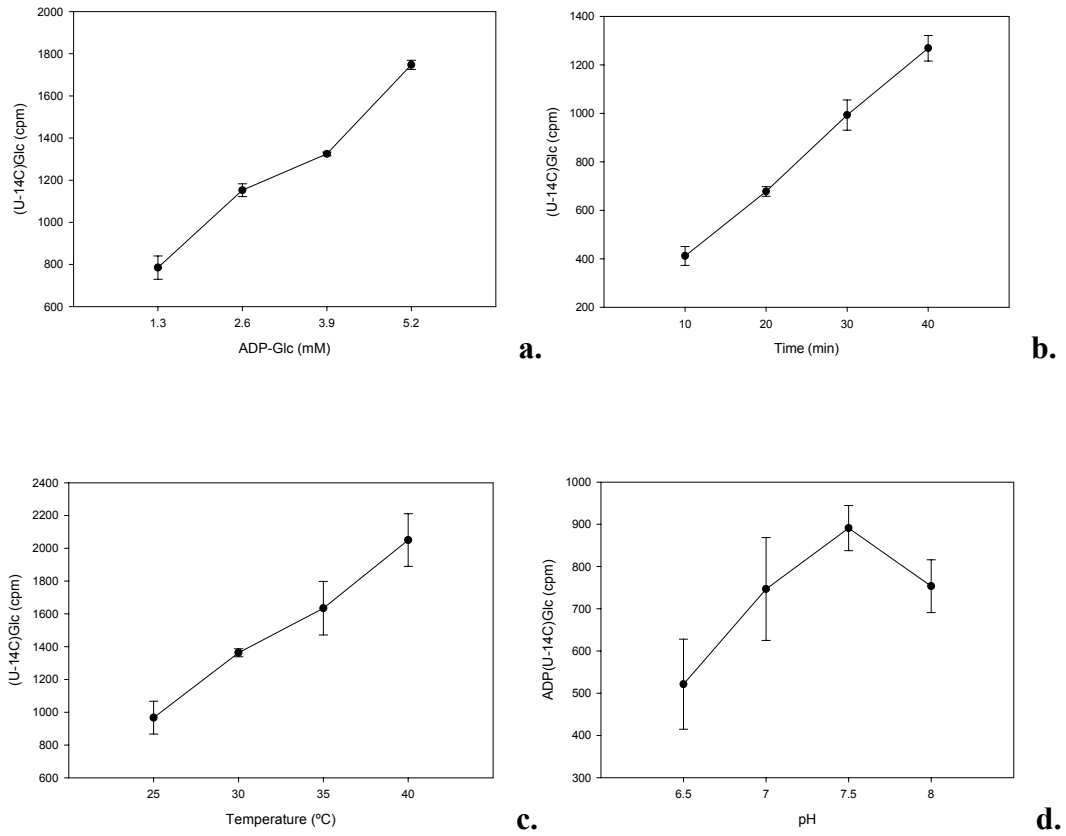 2000
1800
1600
1400
1200
1000
800
600
(U-14C)Glc (cpm)
1.3 2.6 3.9 5.2
ADP-Glc (mM)
a.
1400
1200
1000
800
600
400
200
(U-14C)Glc (cpm)
10 20 30 40
Time (min)
b.
2400
2200
2000
1800
1600
1400
1200
1000
800
600
(U-14C)Glc (cpm)
25 30 35 40
Temperature (ºC)
c.
1000
900
800
700
600
500
400
300
ADP(U-14C)Glc (cpm)
6.5 7 7.5 8
pH
d.